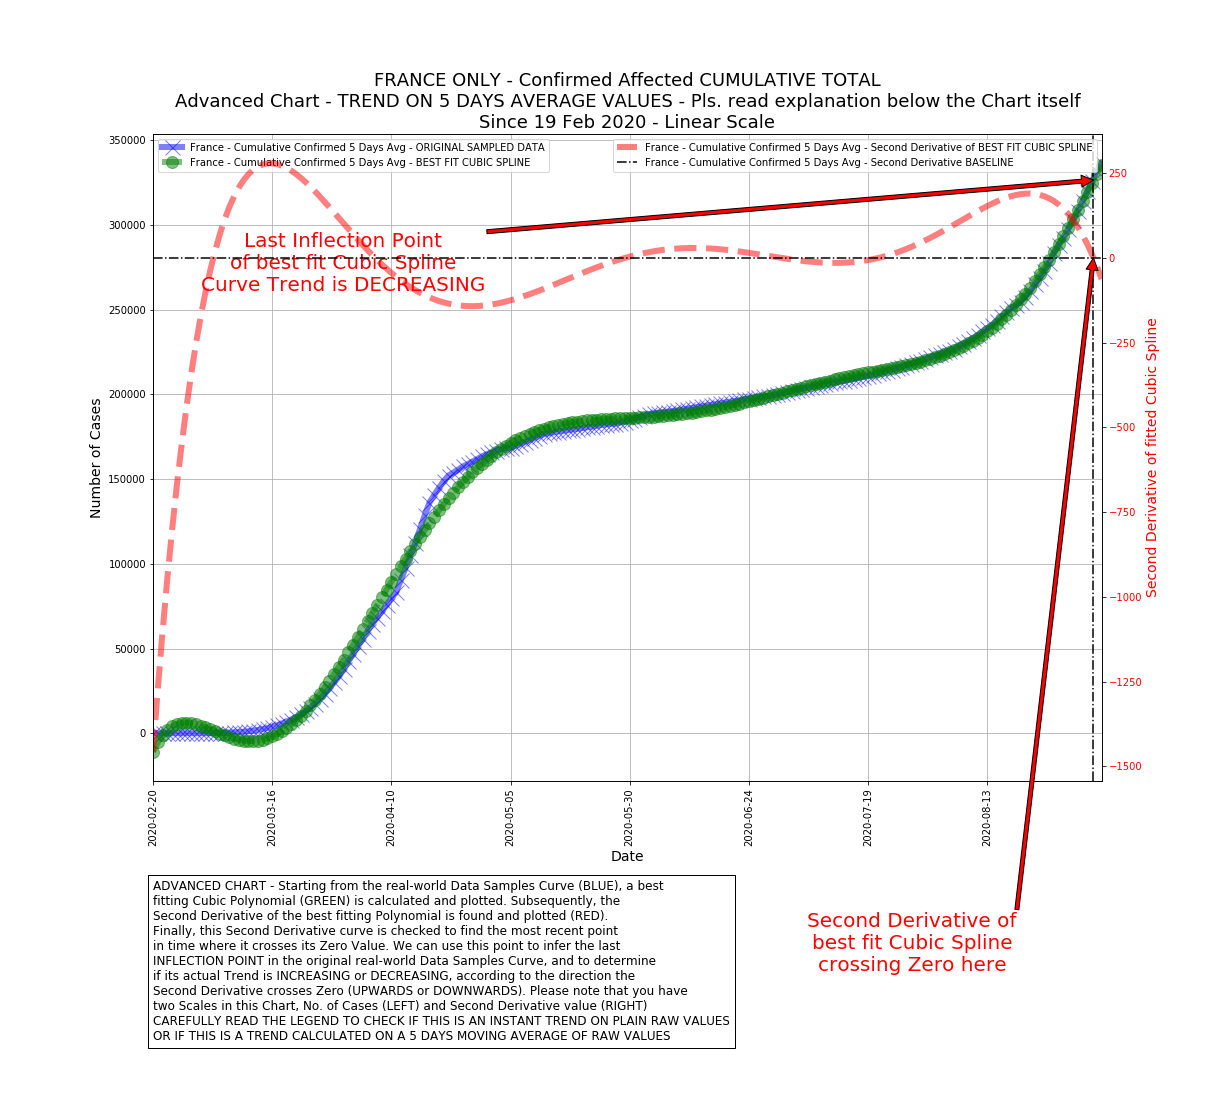 FRANCE ONLY - Confirmed Affected CUMULATIVE TOTAL
Advanced Chart - TREND ON 5 DAYS AVERAGE VALUES - Pls. read explanation below the Chart itself
Since 19 Feb 2020 - Linear Scale
France - Cumulative Confirmed 5 Days Avg - ORIGINAL SAMPLED DATA
France - Cumulative Confirmed 5 Days Avg - BEST FIT CUBIC SPLINE
France - Cumulative Confirmed 5 Days Avg - Second Derivative of BEST FIT CUBIC SPLINE
France - Cumulative Confirmed 5 Days Avg - Second Derivative BASELINE
Last Inflection Point
of best fit Cubic Spline
Curve Trend is DECREASING
Number of Cases
350000
300000
250000
200000
150000
100000
50000
0
250
0
−250
−500
−750
−1000
−1250
−1500
Second Derivative of fitted Cubic Spline
2020-02-20
2020-03-16
2020-04-10
2020-05-05
2020-05-30
2020-06-24
2020-07-19
2020-08-13
Date
ADVANCED CHART - Starting from the real-world Data Samples Curve (BLUE), a best
fitting Cubic Polynomial (GREEN) is calculated and plotted. Subsequently, the
Second Derivative of the best fitting Polynomial is found and plotted (RED).
Finally, this Second Derivative curve is checked to find the most recent point
in time where it crosses its Zero Value. We can use this point to infer the last
INFLECTION POINT in the original real-world Data Samples Curve, and to determine
if its actual Trend is INCREASING or DECREASING, according to the direction the
Second Derivative crosses Zero (UPWARDS or DOWNWARDS). Please note that you have
two Scales in this Chart, No. of Cases (LEFT) and Second Derivative value (RIGHT)
CAREFULLY READ THE LEGEND TO CHECK IF THIS IS AN INSTANT TREND ON PLAIN RAW VALUES
OR IF THIS IS A TREND CALCULATED ON A 5 DAYS MOVING AVERAGE OF RAW VALUES
Second Derivative of
best fit Cubic Spline
crossing Zero here